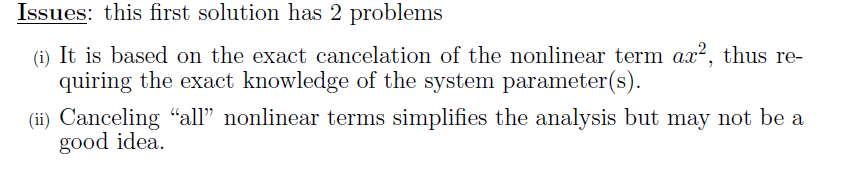 Issues: this first solution has 2 problems
(i) It is based on the exact cancelation of the nonlinear term ax², thus re-
quiring the exact knowledge of the system parameter(s).
(ii) Canceling “all” nonlinear terms simplifies the analysis but may not be a
good idea.